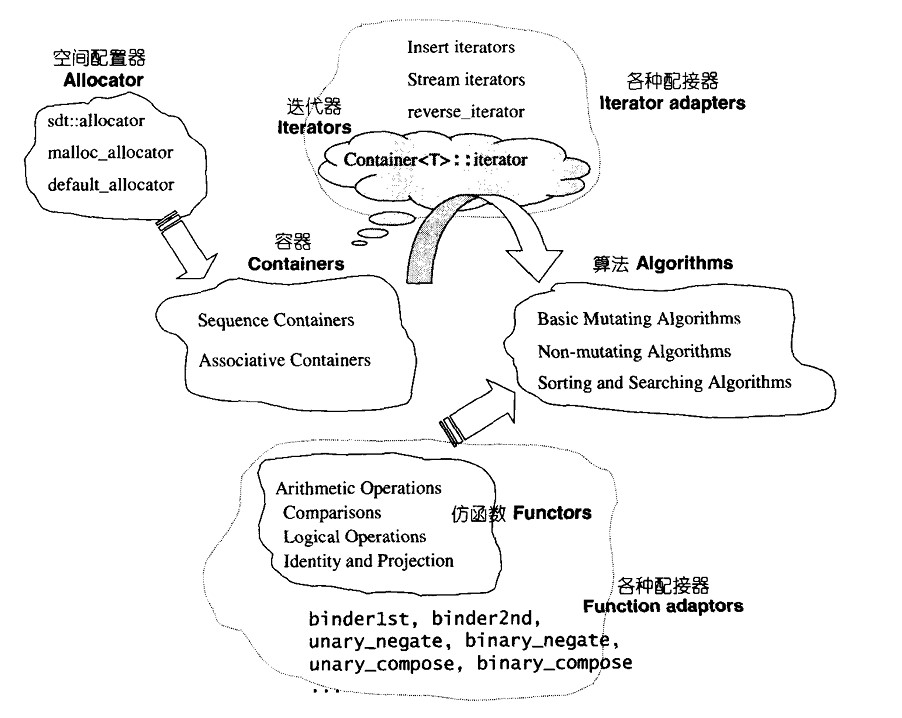 空间配置器
Allocator
sdt::allocator
malloc_allocator
default_allocator
Insert iterators
Stream iterators
reverse_iterator
各种配接器
Iterator adapters
迭代器
Iterators
Container<T>::iterator
容器
Containers
Sequence Containers
Associative Containers
算法 Algorithms
Basic Mutating Algorithms
Non-mutating Algorithms
Sorting and Searching Algorithms
Arithmetic Operations
Comparisons
Logical Operations
Identity and Projection
仿函数 Functors
各种配接器
Function adaptors
binder1st, binder2nd,
unary_negate, binary_negate,
unary_compose, binary_compose
...